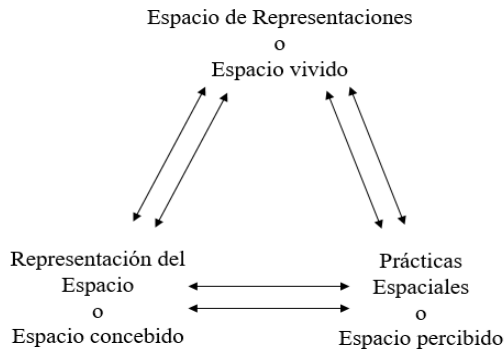 Espacio de Representaciones
o
Espacio vivido
Representación del
Espacio
o
Espacio concebido
Prácticas
Espaciales
o
Espacio percibido